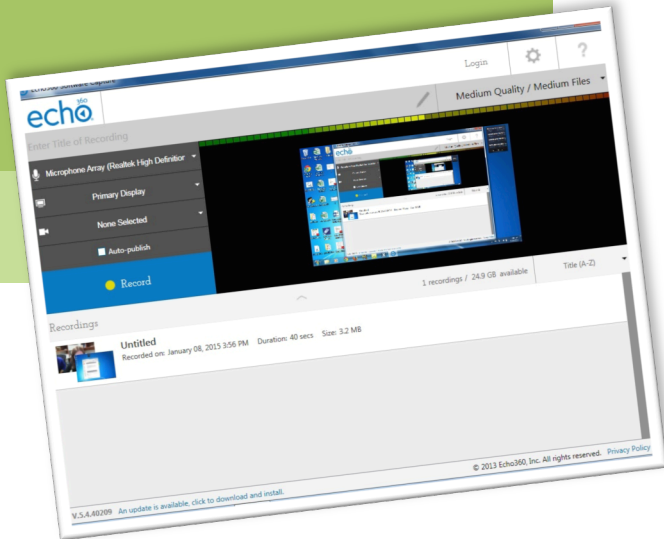 Echo360 Software Capture
Login
?
echo360
Enter Title of Recording
Medium Quality / Medium Files
Microphone Array (Realtek High Definition
Primary Display
None Selected
Auto-publish
Record
Recordings
1 recordings / 24.9 GB available
Title (A-Z)
Untitled
Recorded on: January 08, 2015 3:56 PM Duration: 40 secs Size: 3.2 MB
V.5.4.40209 An update is available, click to download and install.
© 2013 Echo360, Inc. All rights reserved. Privacy Policy